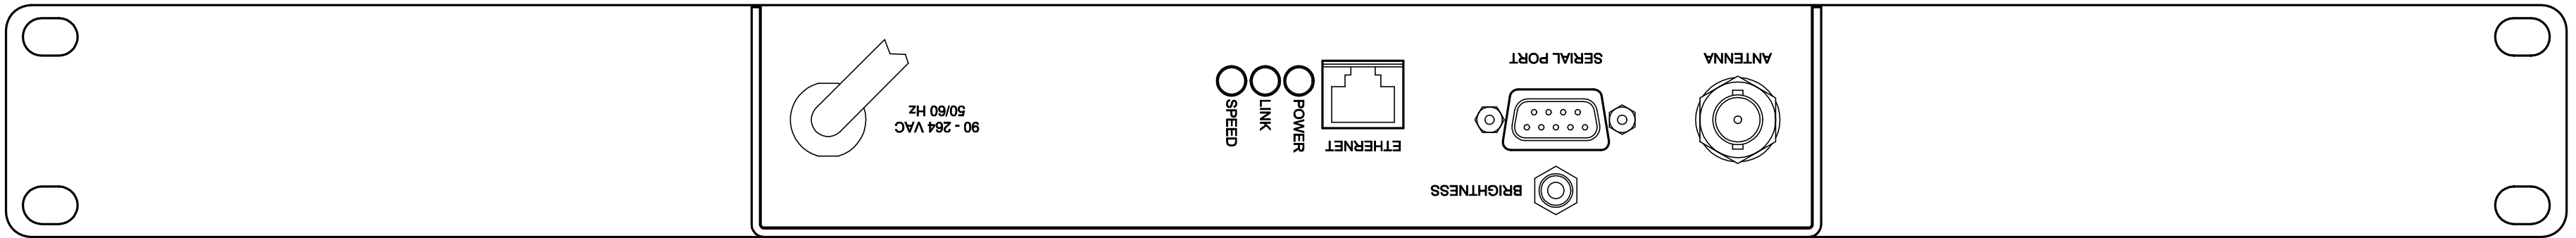 BRIGHTNESS
ANTENNA
SERIAL PORT
ETHERNET
POWER
LINK
SPEED
90 - 264 VAC
50/60 Hz